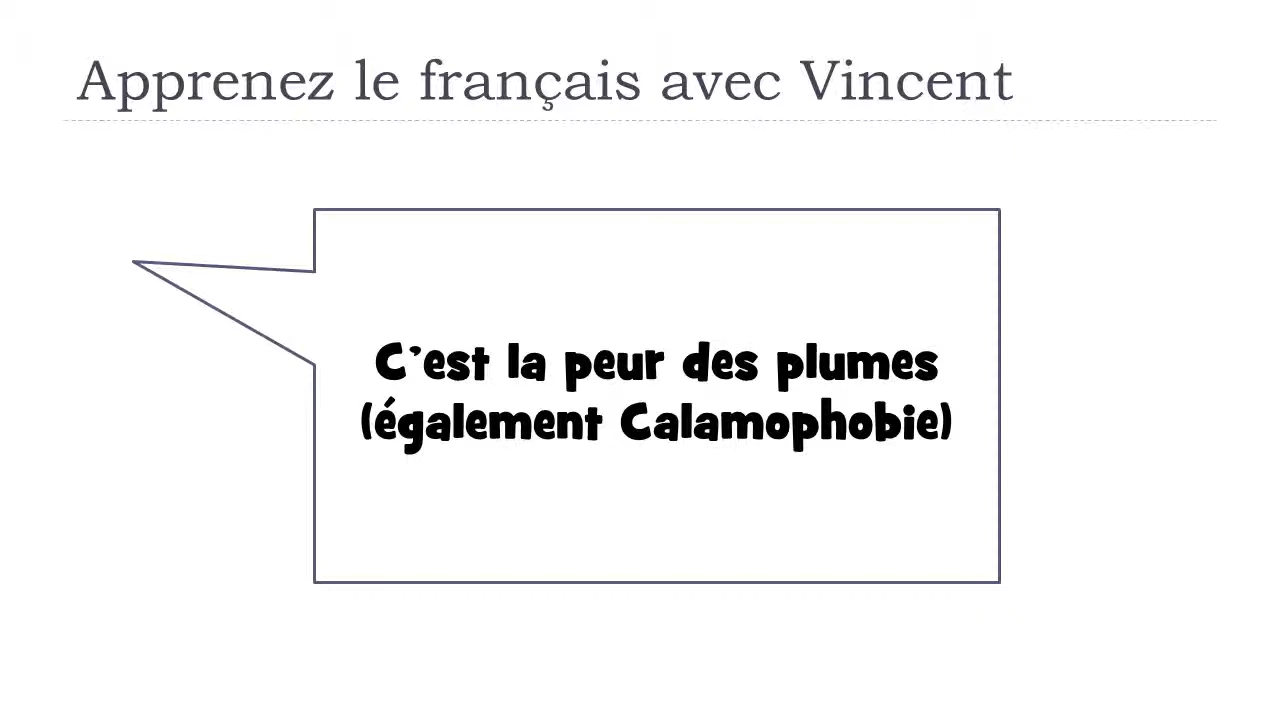 Apprenez le français avec Vincent
C'est la peur des plumes
(également Calamophobie)